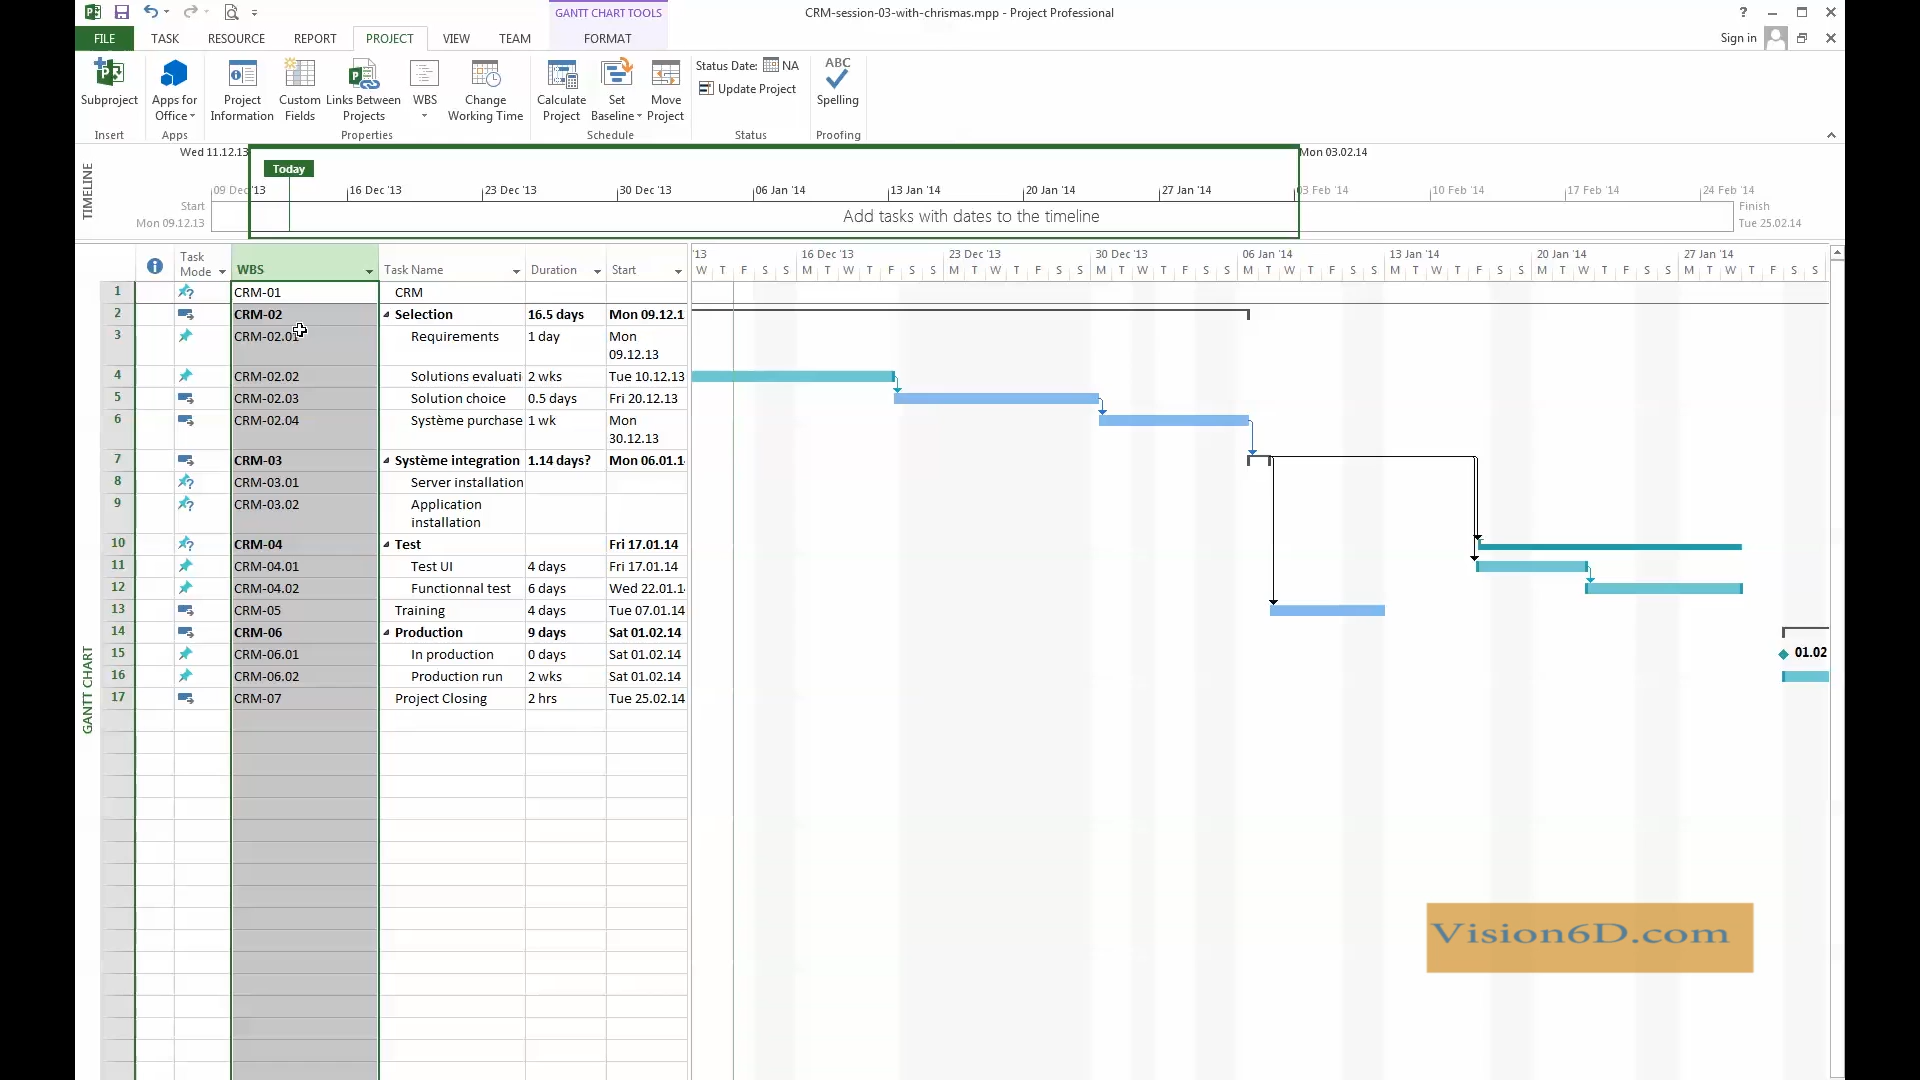 CRM-session-03-with-chrismas.mpp - Project Professional
GANTT CHART TOOLS
FILE TASK RESOURCE REPORT PROJECT VIEW TEAM FORMAT
Sign in
Subproject
Apps for Office
Project Information
Custom Fields
Links Between Projects
WBS
Change Working Time
Calculate Project
Set Baseline
Move Project
Status Date: NA
Update Project
ABC
Spelling
Insert Apps Properties Schedule Status Proofing
TIMELINE
Wed 11.12.13
Mon 03.02.14
Today
09 Dec '13 16 Dec '13 23 Dec '13 30 Dec '13 06 Jan '14 13 Jan '14 20 Jan '14 27 Jan '14 03 Feb '14 10 Feb '14 17 Feb '14 24 Feb '14
Start
Mon 09.12.13
Add tasks with dates to the timeline
Finish
Tue 25.02.14
Task Mode WBS Task Name Duration Start
'13 16 Dec '13 23 Dec '13 30 Dec '13 06 Jan '14 13 Jan '14 20 Jan '14 27 Jan '14
W T F S S M T W T F S S M T W T F S S M T W T F S S M T W T F S S M T W T F S S M T W T F S S M T W T F S S
1 CRM-01 CRM
2 CRM-02 Selection 16.5 days Mon 09.12.1
3 CRM-02.01 Requirements 1 day Mon 09.12.13
4 CRM-02.02 Solutions evaluati 2 wks Tue 10.12.13
5 CRM-02.03 Solution choice 0.5 days Fri 20.12.13
6 CRM-02.04 Système purchase 1 wk Mon 30.12.13
7 CRM-03 Système integration 1.14 days? Mon 06.01.1
8 CRM-03.01 Server installation
9 CRM-03.02 Application installation
10 CRM-04 Test Fri 17.01.14
11 CRM-04.01 Test UI 4 days Fri 17.01.14
12 CRM-04.02 Functionnal test 6 days Wed 22.01.1
13 CRM-05 Training 4 days Tue 07.01.14
14 CRM-06 Production 9 days Sat 01.02.14
15 CRM-06.01 In production 0 days Sat 01.02.14 01.02
16 CRM-06.02 Production run 2 wks Sat 01.02.14
17 CRM-07 Project Closing 2 hrs Tue 25.02.14
GANTT CHART
Vision6D.com